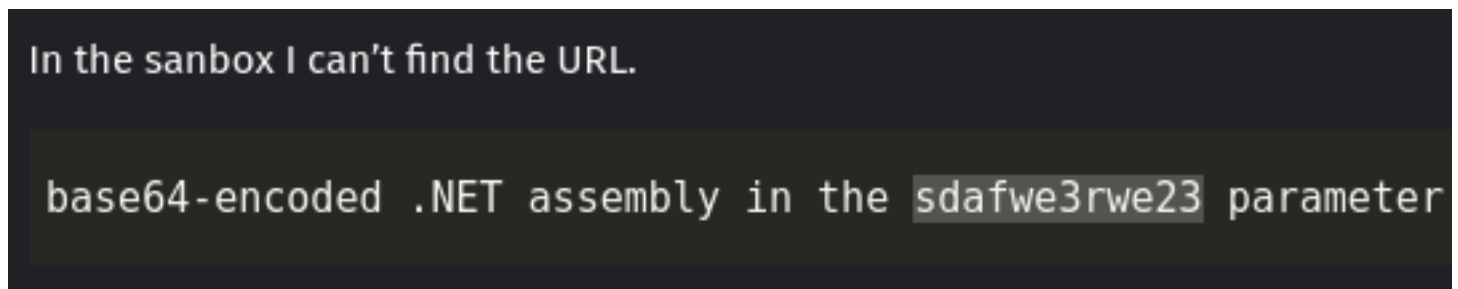 In the sanbox I can't find the URL.
base64-encoded .NET assembly in the sdafwe3rwe23 parameter